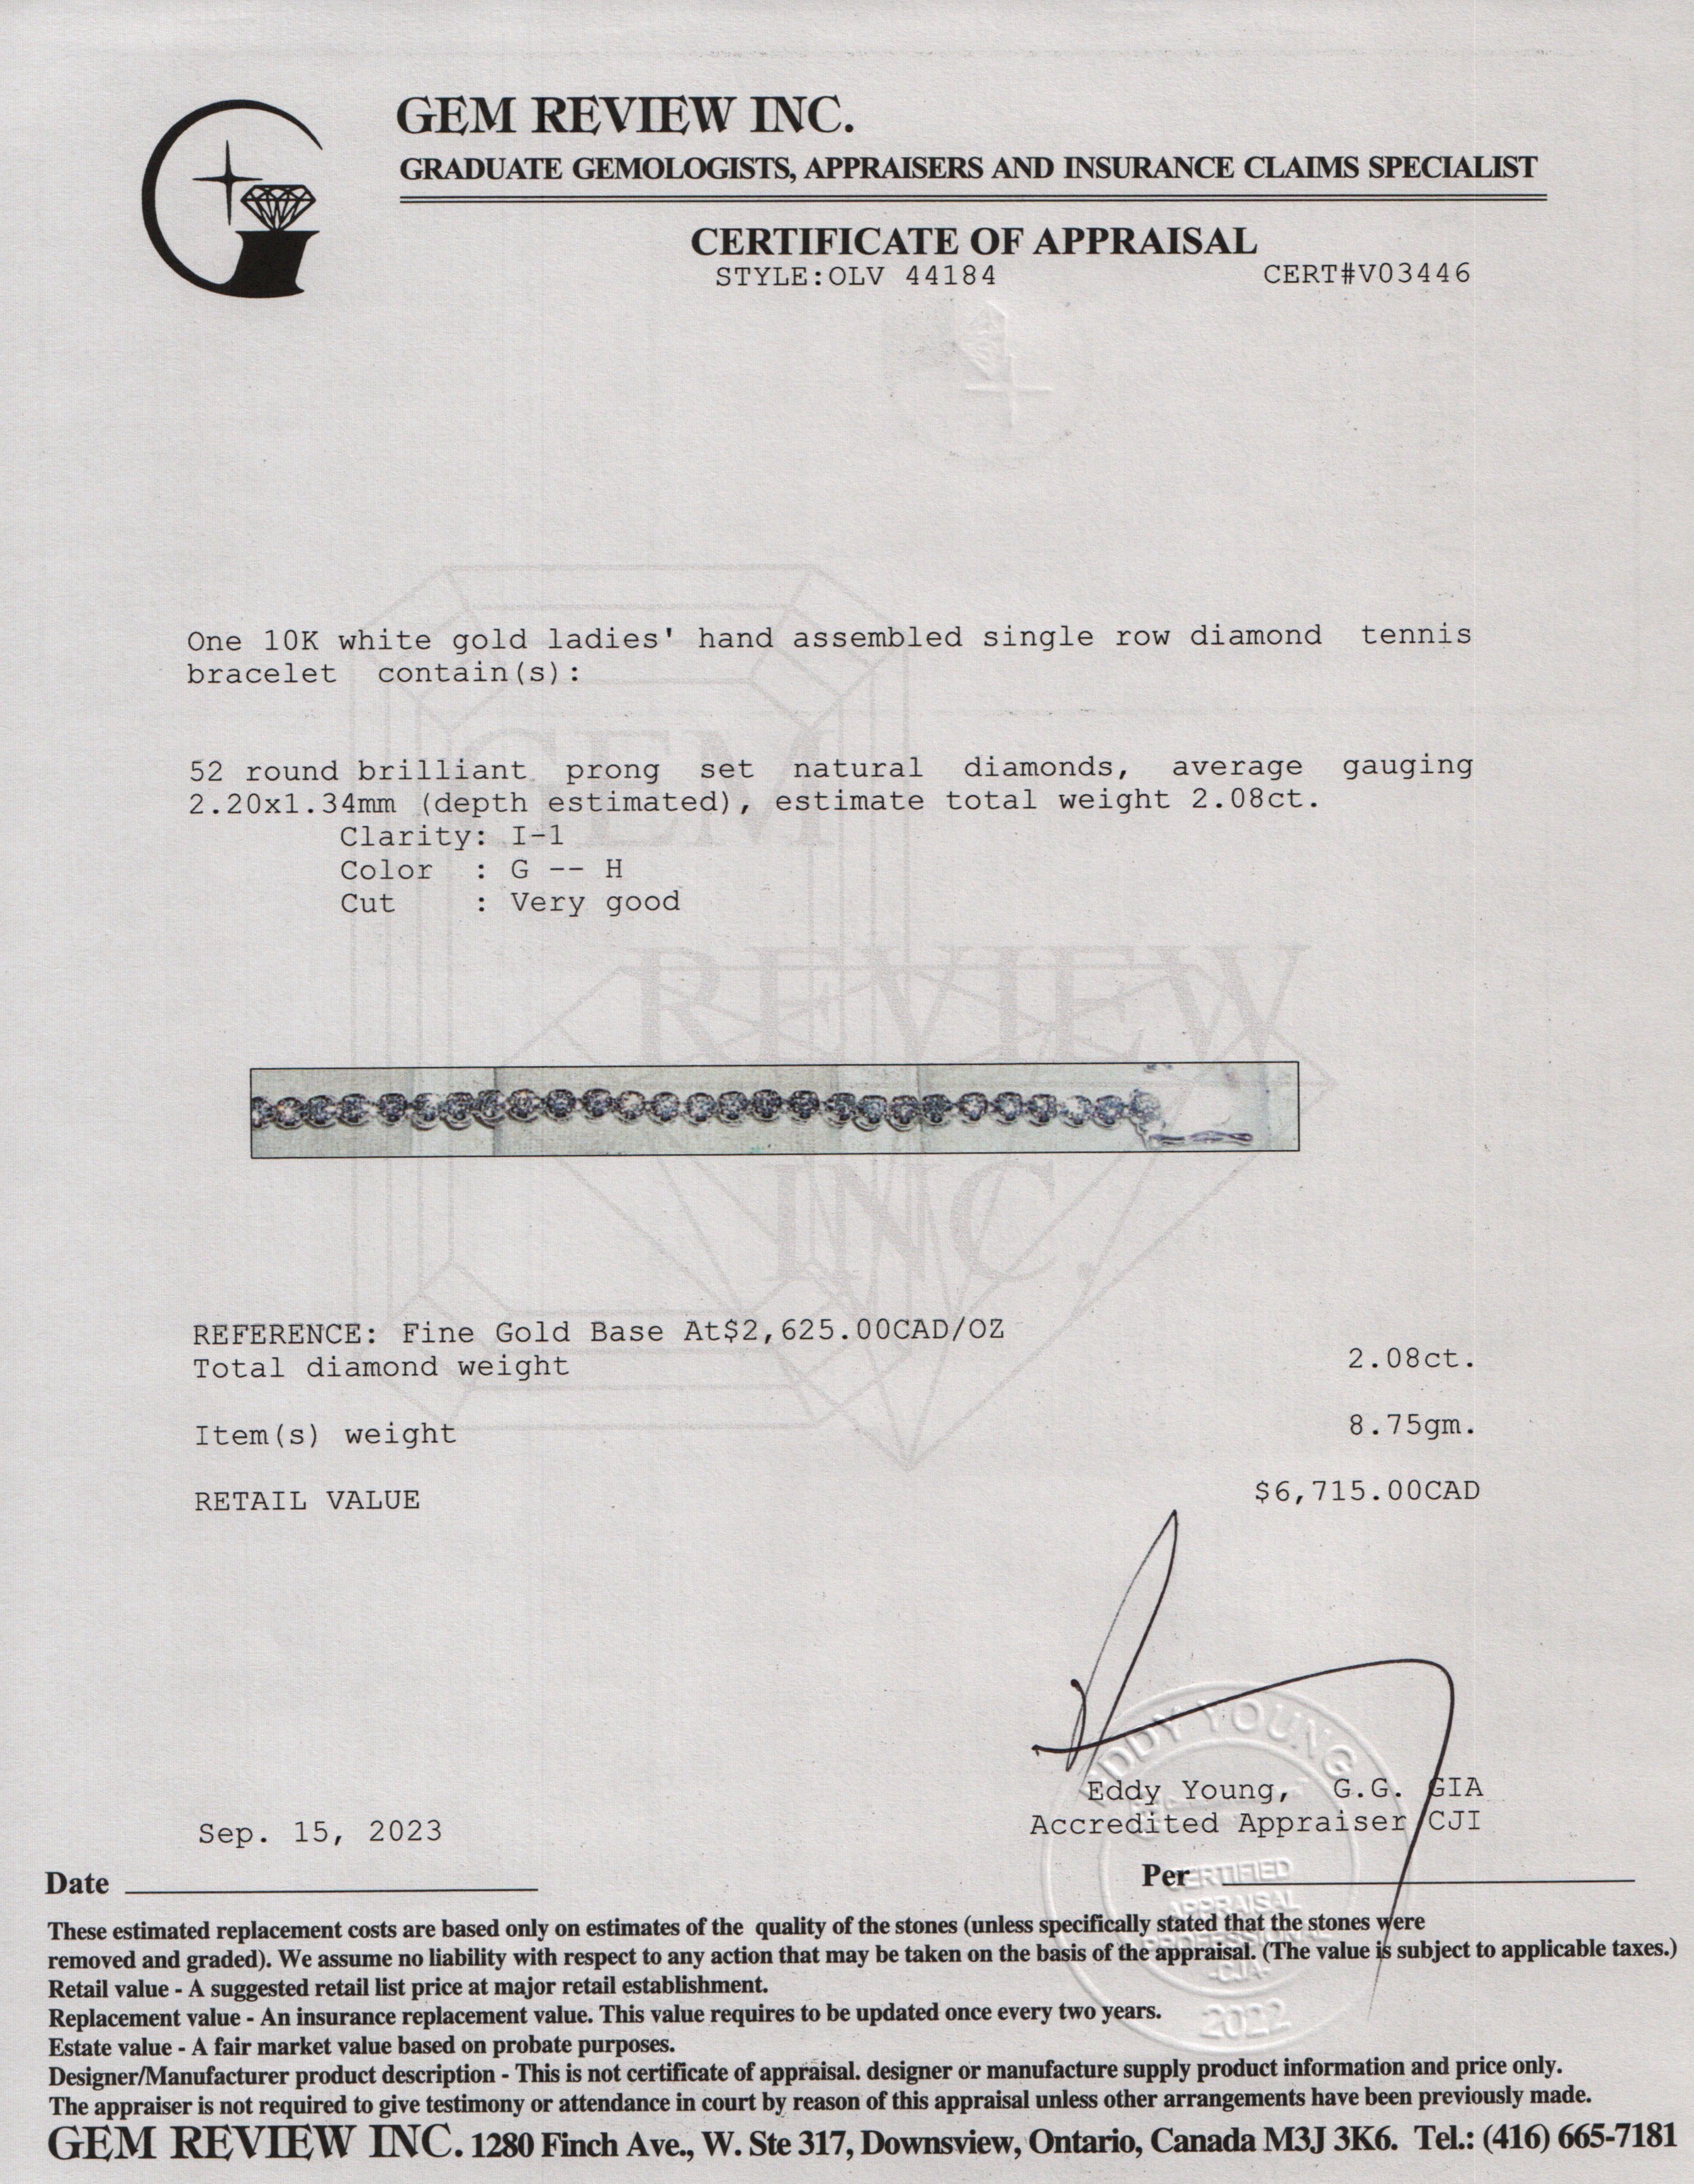 GEM REVIEW INC.
GRADUATE GEMOLOGISTS, APPRAISERS AND INSURANCE CLAIMS SPECIALIST
CERTIFICATE OF APPRAISAL
STYLE:OLV 44184 CERT#V03446
One 10K white gold ladies' hand assembled single row diamond tennis
bracelet contain(s):
52 round brilliant prong set natural diamonds, average gauging
2.20x1.34mm (depth estimated), estimate total weight 2.08ct.
Clarity: I-1
Color : G -- H
Cut : Very good
GEM
REVIEW
INC.
REFERENCE: Fine Gold Base At$2,625.00CAD/OZ
Total diamond weight 2.08ct.
Item(s) weight 8.75gm.
RETAIL VALUE $6,715.00CAD
EDDY YOUNG
Eddy Young, G.G. GIA
Accredited Appraiser CJI
Sep. 15, 2023
Date
Per
CERTIFIED
APPRAISAL
PROFESSIONAL
-CJA-
2022
These estimated replacement costs are based only on estimates of the quality of the stones (unless specifically stated that the stones were
removed and graded). We assume no liability with respect to any action that may be taken on the basis of the appraisal. (The value is subject to applicable taxes.)
Retail value - A suggested retail list price at major retail establishment.
Replacement value - An insurance replacement value. This value requires to be updated once every two years.
Estate value - A fair market value based on probate purposes.
Designer/Manufacturer product description - This is not certificate of appraisal. designer or manufacture supply product information and price only.
The appraiser is not required to give testimony or attendance in court by reason of this appraisal unless other arrangements have been previously made.
GEM REVIEW INC. 1280 Finch Ave., W. Ste 317, Downsview, Ontario, Canada M3J 3K6. Tel.: (416) 665-7181